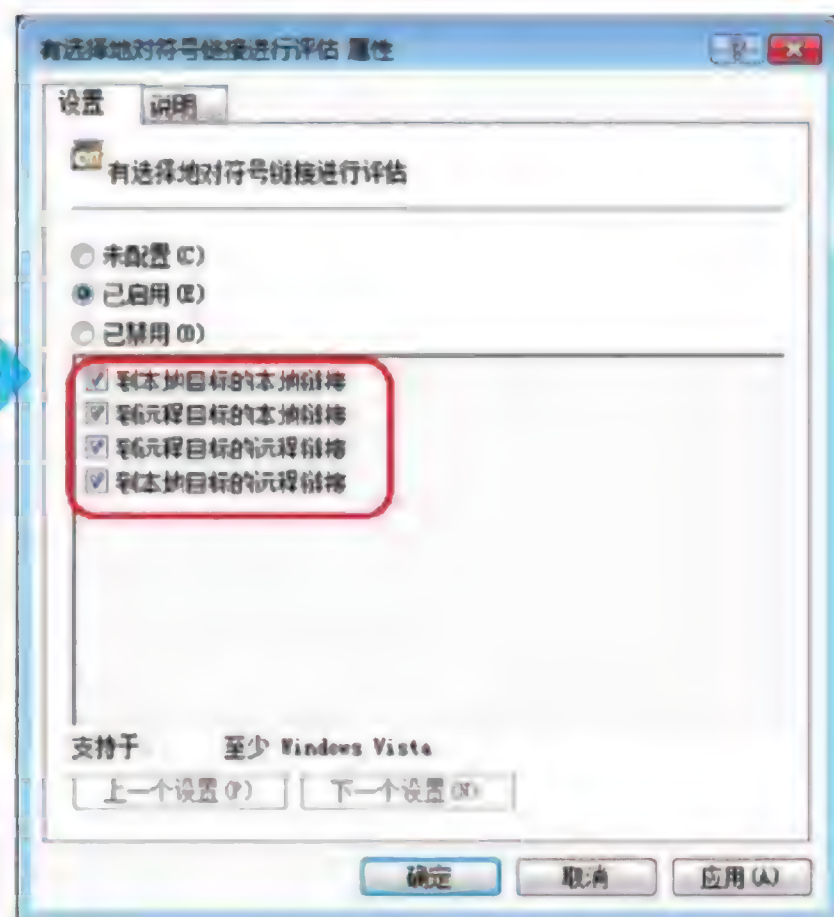 有选择地对符号链接进行评估 属性
设置 说明
有选择地对符号链接进行评估
未配置(C)
已启用(E)
已禁用(D)
到本地目标的本地链接
到远程目标的本地链接
到远程目标的远程链接
到本地目标的远程链接
支持于 至少 Windows Vista
上一个设置(P) 下一个设置(N)
确定 取消 应用(A)